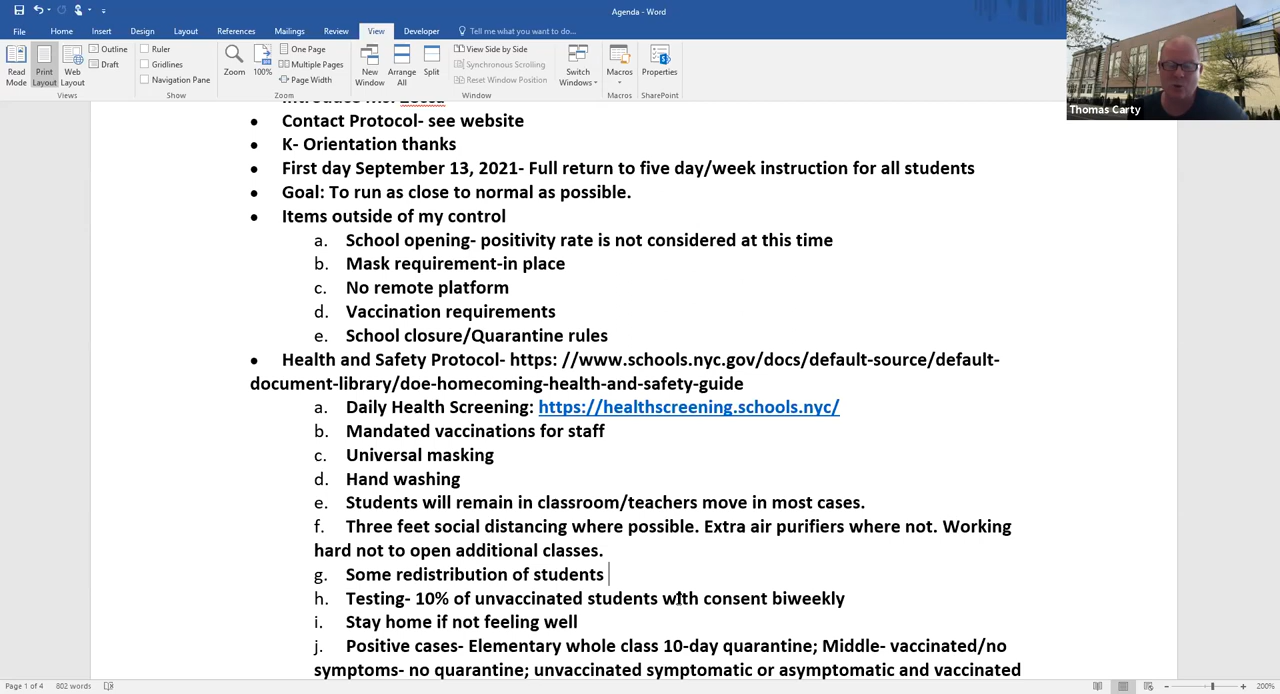 Agenda - Word
File Home Insert Design Layout References Mailings Review View Developer Tell me what you want to do...
Read Mode
Print Layout
Web Layout
Outline
Draft
Views
Ruler
Gridlines
Navigation Pane
Show
Zoom
100%
One Page
Multiple Pages
Page Width
Zoom
New Window
Arrange All
Split
View Side by Side
Synchronous Scrolling
Reset Window Position
Window
Switch Windows
Macros
Macros
Properties
SharePoint
Thomas Carty
• Contact Protocol- see website
• K- Orientation thanks
• First day September 13, 2021- Full return to five day/week instruction for all students
• Goal: To run as close to normal as possible.
• Items outside of my control
a. School opening- positivity rate is not considered at this time
b. Mask requirement-in place
c. No remote platform
d. Vaccination requirements
e. School closure/Quarantine rules
• Health and Safety Protocol- https: //www.schools.nyc.gov/docs/default-source/default-
document-library/doe-homecoming-health-and-safety-guide
a. Daily Health Screening: https://healthscreening.schools.nyc/
b. Mandated vaccinations for staff
c. Universal masking
d. Hand washing
e. Students will remain in classroom/teachers move in most cases.
f. Three feet social distancing where possible. Extra air purifiers where not. Working
hard not to open additional classes.
g. Some redistribution of students
h. Testing- 10% of unvaccinated students with consent biweekly
i. Stay home if not feeling well
j. Positive cases- Elementary whole class 10-day quarantine; Middle- vaccinated/no
symptoms- no quarantine; unvaccinated symptomatic or asymptomatic and vaccinated
Page 1 of 4 802 words
200%